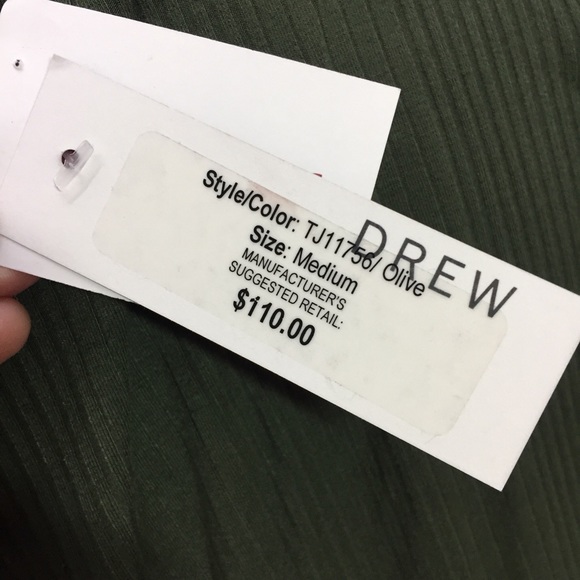 DREW
Style/Color: TJ11756/ Olive
Size: Medium
MANUFACTURER'S
SUGGESTED RETAIL:
$110.00